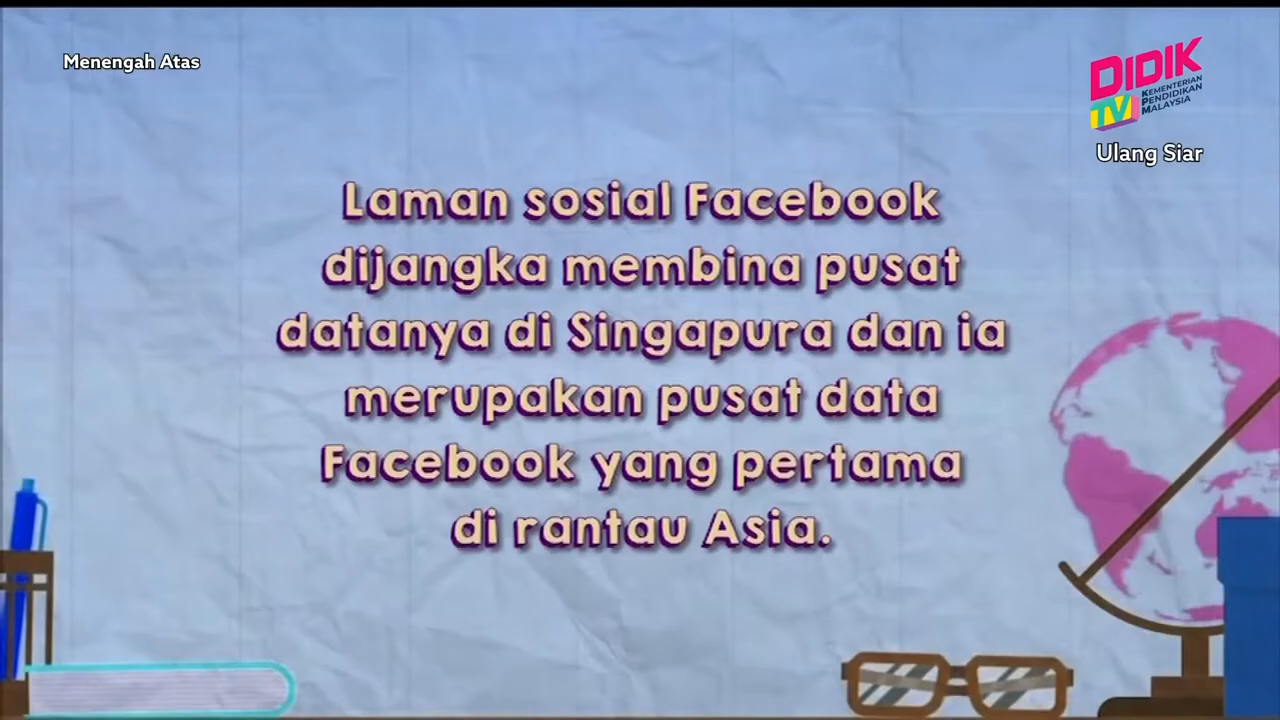 Menengah Atas
DIDIK
TV
KEMENTERIAN
PENDIDIKAN
MALAYSIA
Ulang Siar
Laman sosial Facebook
dijangka membina pusat
datanya di Singapura dan ia
merupakan pusat data
Facebook yang pertama
di rantau Asia.